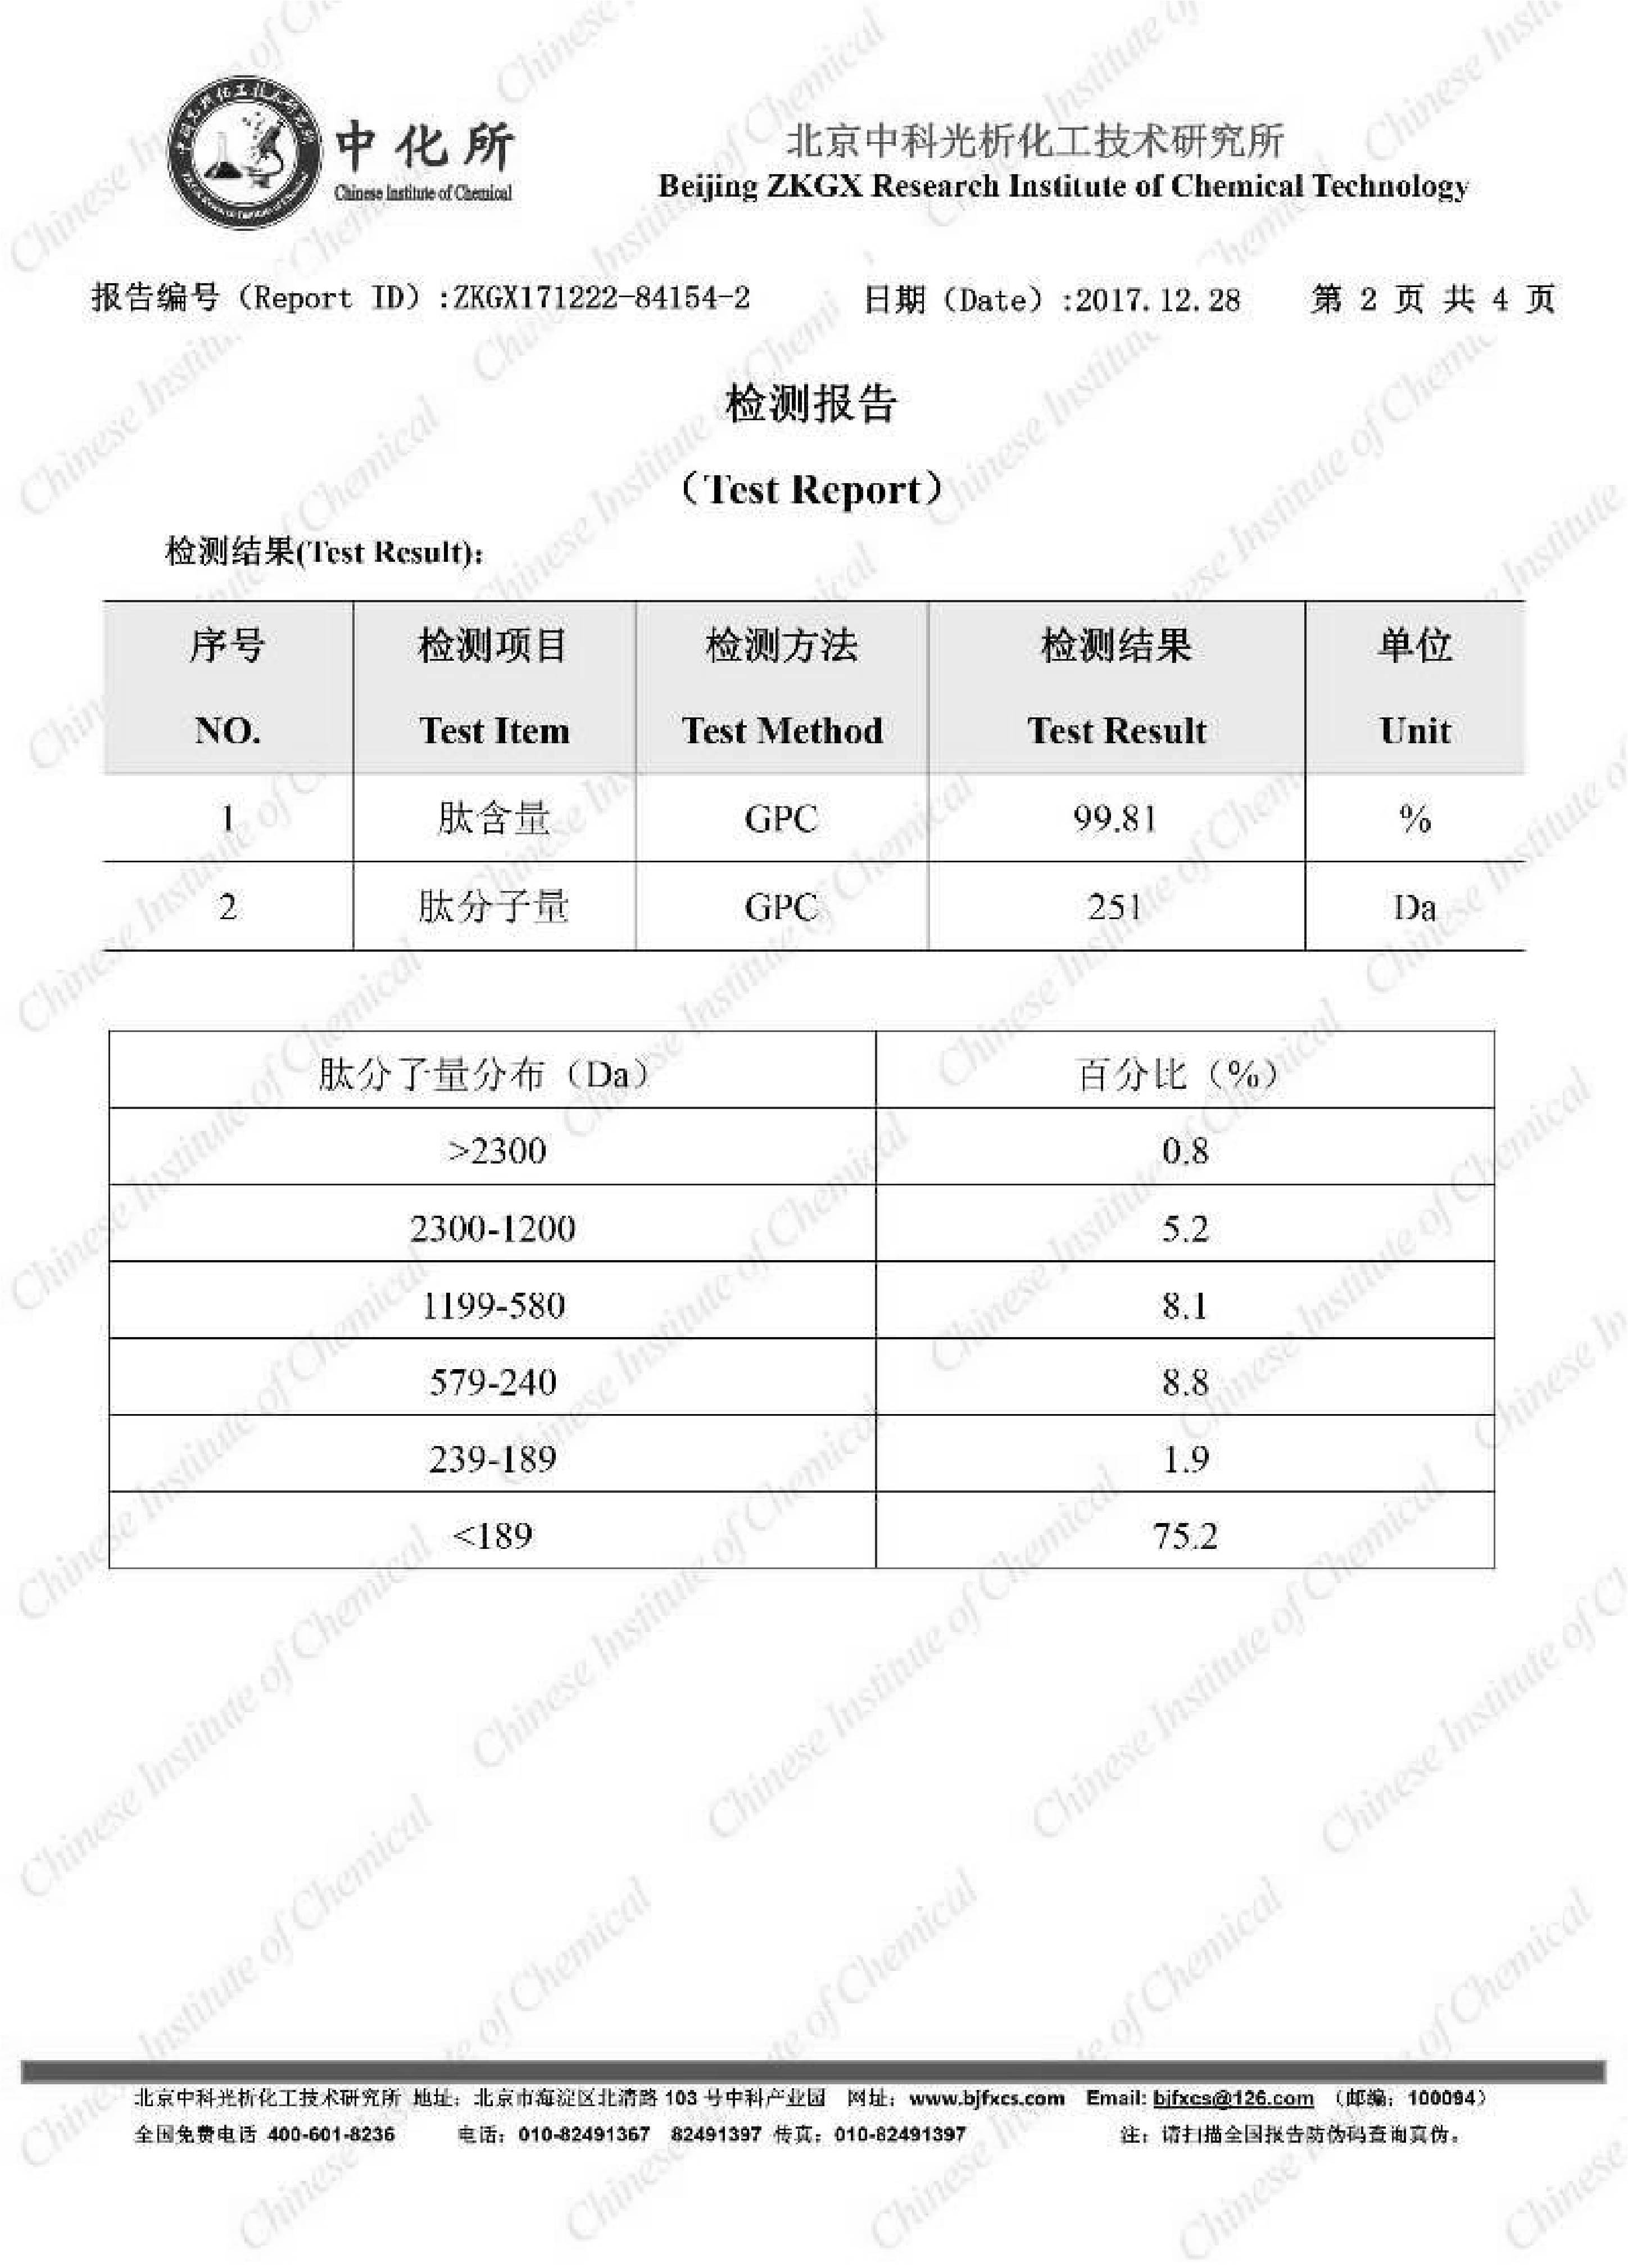 中化所
Chinese Institute of Chemical
北京中科光析化工技术研究所
Beijing ZKGX Research Institute of Chemical Technology
报告编号（Report ID）:ZKGX171222-84154-2 日期（Date）:2017.12.28 第 2 页 共 4 页
检测报告
（Test Report）
检测结果(Test Result):
序号 检测项目 检测方法 检测结果 单位
NO. Test Item Test Method Test Result Unit
1 肽含量 GPC 99.81 %
2 肽分子量 GPC 251 Da
肽分子量分布（Da） 百分比（%）
>2300 0.8
2300-1200 5.2
1199-580 8.1
579-240 8.8
239-189 1.9
<189 75.2
北京中科光析化工技术研究所 地址：北京市海淀区北清路 103 号中科产业园 网址：www.bjfxcs.com Email: bjfxcs@126.com （邮编：100094）
全国免费电话 400-601-8236 电话：010-82491367 82491397 传真：010-82491397 注：请扫描全国报告防伪码查询真伪。